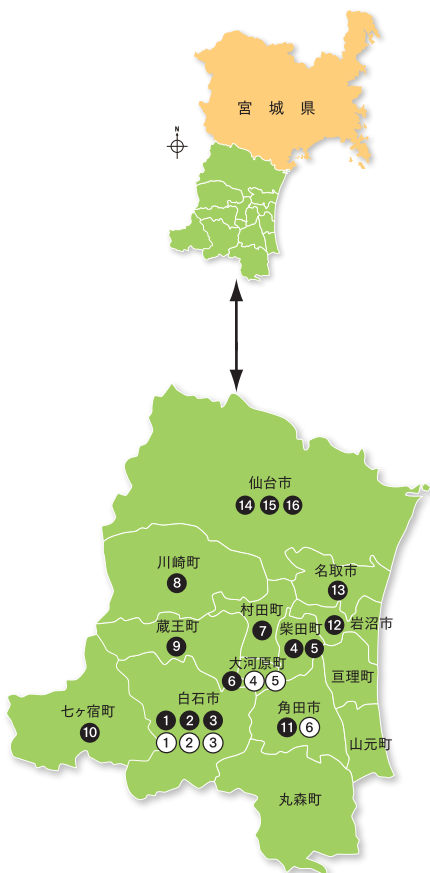 宮城県
N
仙台市
14 15 16
川崎町
8
名取市
13
村田町
7
柴田町
4 5
12 岩沼市
蔵王町
9
大河原町
6 4 5
亘理町
白石市
1 2 3
1 2 3
角田市
11 6
七ヶ宿町
10
山元町
丸森町